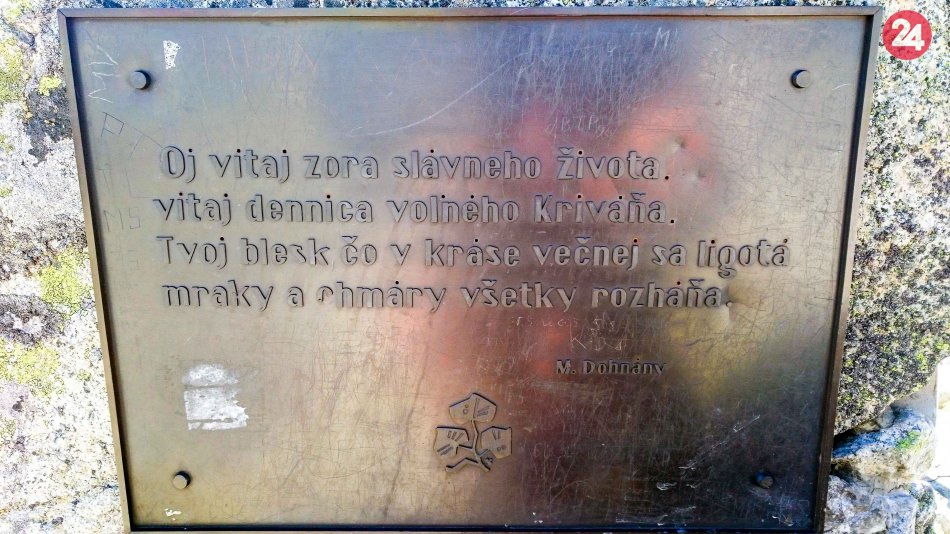 24
Oj vitaj zora slávneho života.
vitaj dennica voľného Kriváňa.
Tvoj blesk čo v kráse večnej sa ligotá
mraky a chmáry všetky rozháňa.
M. Dohnány